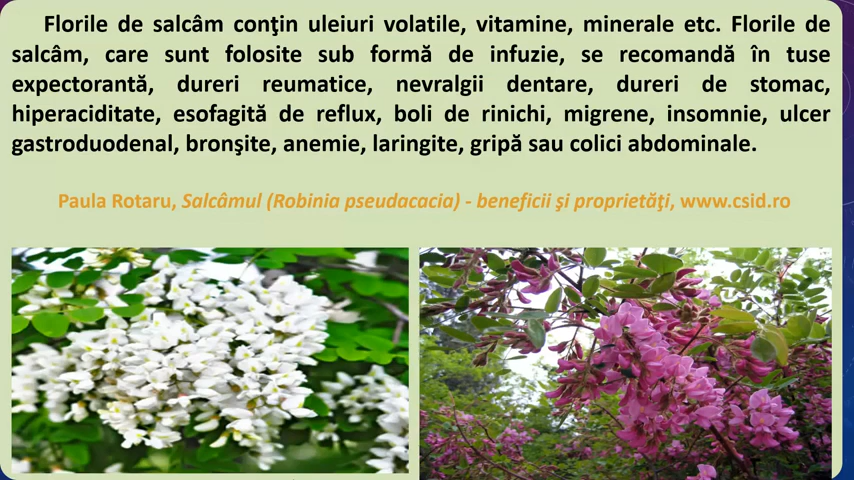 Florile de salcâm conţin uleiuri volatile, vitamine, minerale etc. Florile de
salcâm, care sunt folosite sub formă de infuzie, se recomandă în tuse
expectorantă, dureri reumatice, nevralgii dentare, dureri de stomac,
hiperaciditate, esofagită de reflux, boli de rinichi, migrene, insomnie, ulcer
gastroduodenal, bronşite, anemie, laringite, gripă sau colici abdominale.
Paula Rotaru, Salcâmul (Robinia pseudacacia) - beneficii şi proprietăţi, www.csid.ro